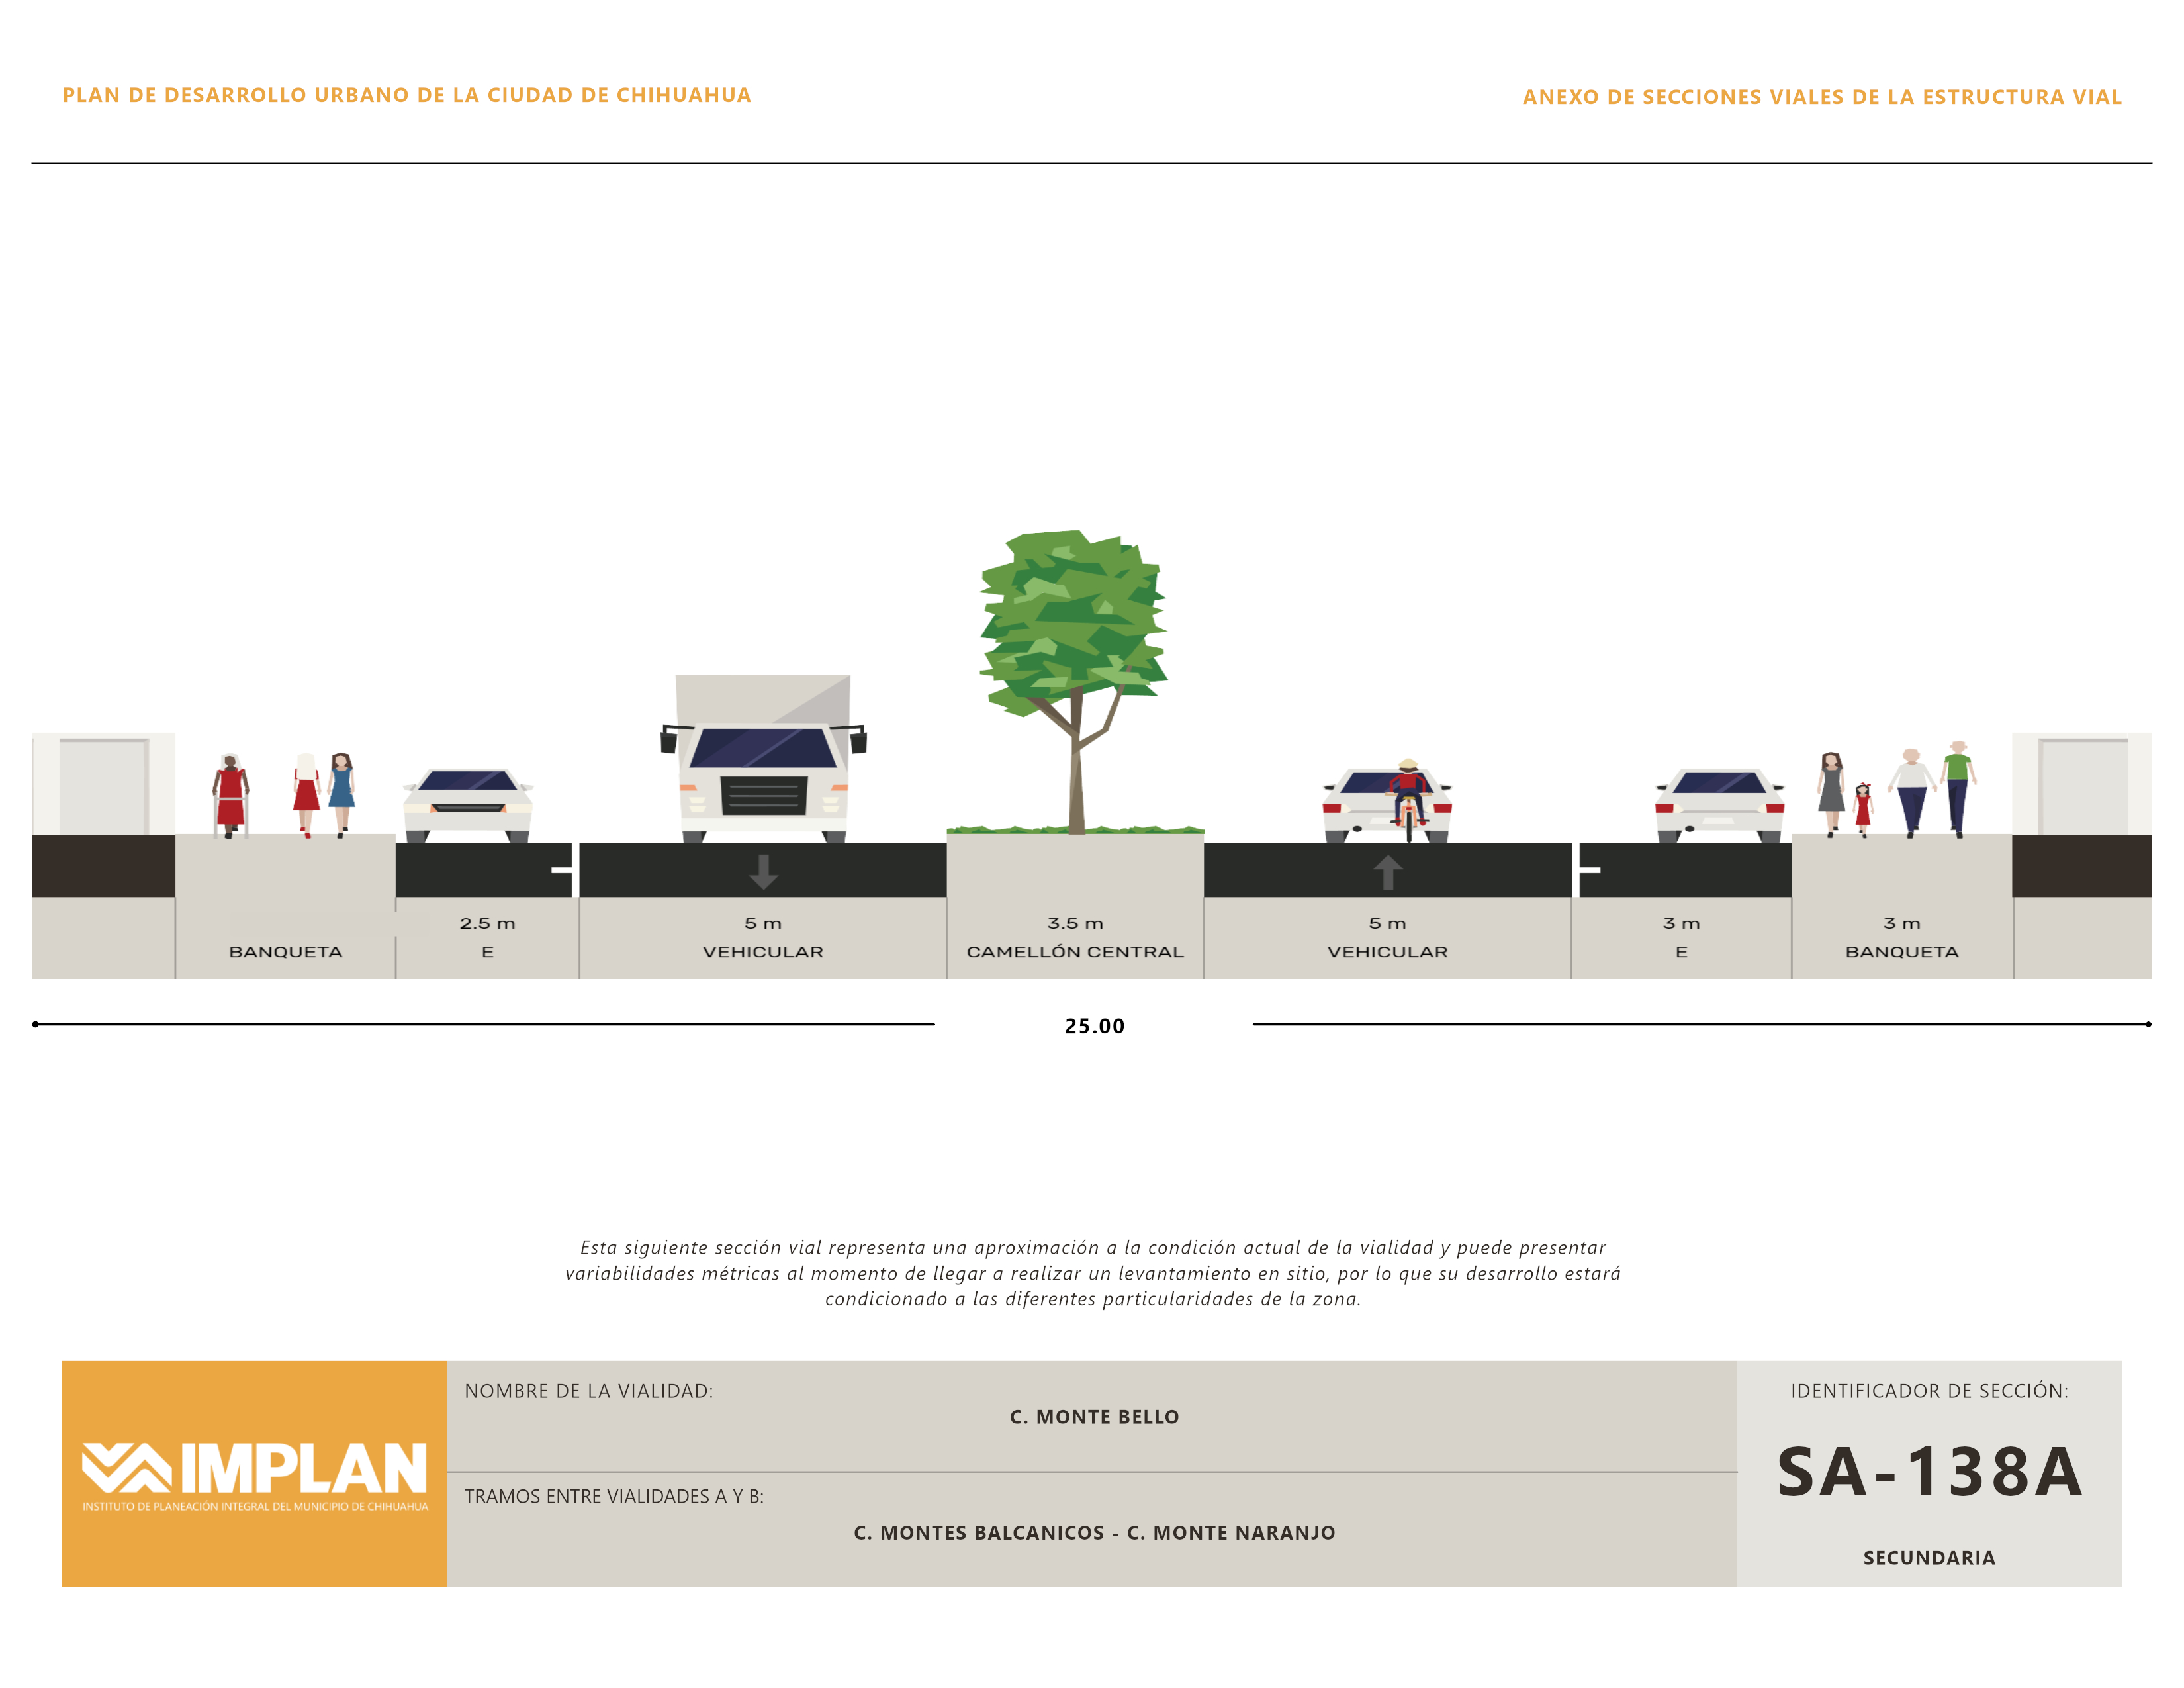 PLAN DE DESARROLLO URBANO DE LA CIUDAD DE CHIHUAHUA
ANEXO DE SECCIONES VIALES DE LA ESTRUCTURA VIAL
2.5 m
5 m
3.5 m
5 m
3 m
3 m
BANQUETA
E
VEHICULAR
CAMELLÓN CENTRAL
VEHICULAR
E
BANQUETA
25.00
Esta siguiente sección vial representa una aproximación a la condición actual de la vialidad y puede presentar
variabilidades métricas al momento de llegar a realizar un levantamiento en sitio, por lo que su desarrollo estará
condicionado a las diferentes particularidades de la zona.
IMPLAN
INSTITUTO DE PLANEACIÓN INTEGRAL DEL MUNICIPIO DE CHIHUAHUA
NOMBRE DE LA VIALIDAD:
C. MONTE BELLO
TRAMOS ENTRE VIALIDADES A Y B:
C. MONTES BALCANICOS - C. MONTE NARANJO
IDENTIFICADOR DE SECCIÓN:
SA-138A
SECUNDARIA